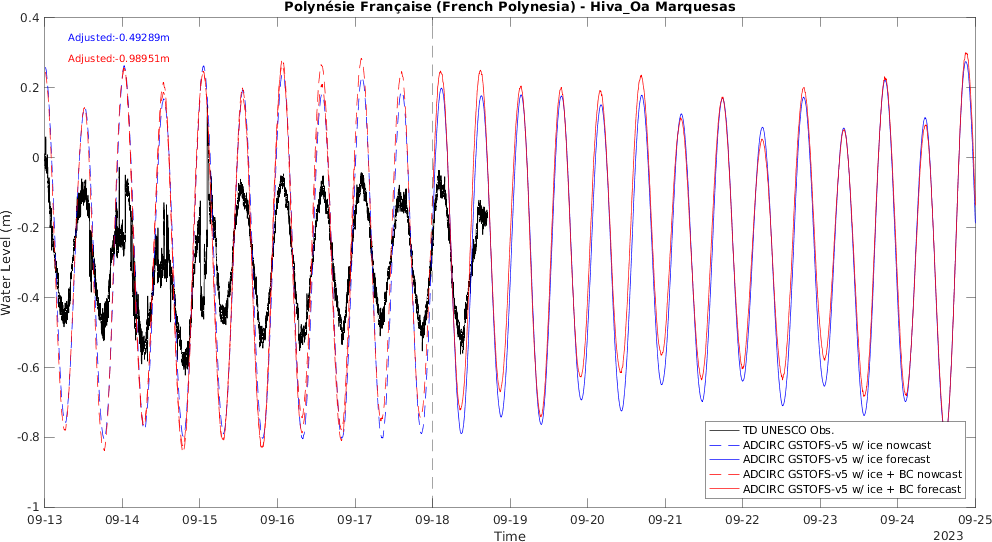 Polynésie Française (French Polynesia) - Hiva_Oa Marquesas
Adjusted:-0.49289m
Adjusted:-0.98951m
0.4
0.2
0
-0.2
-0.4
-0.6
-0.8
-1
Water Level (m)
TD UNESCO Obs.
ADCIRC GSTOFS-v5 w/ ice nowcast
ADCIRC GSTOFS-v5 w/ ice forecast
ADCIRC GSTOFS-v5 w/ ice + BC nowcast
ADCIRC GSTOFS-v5 w/ ice + BC forecast
09-13 09-14 09-15 09-16 09-17 09-18 09-19 09-20 09-21 09-22 09-23 09-24 09-25
Time
2023